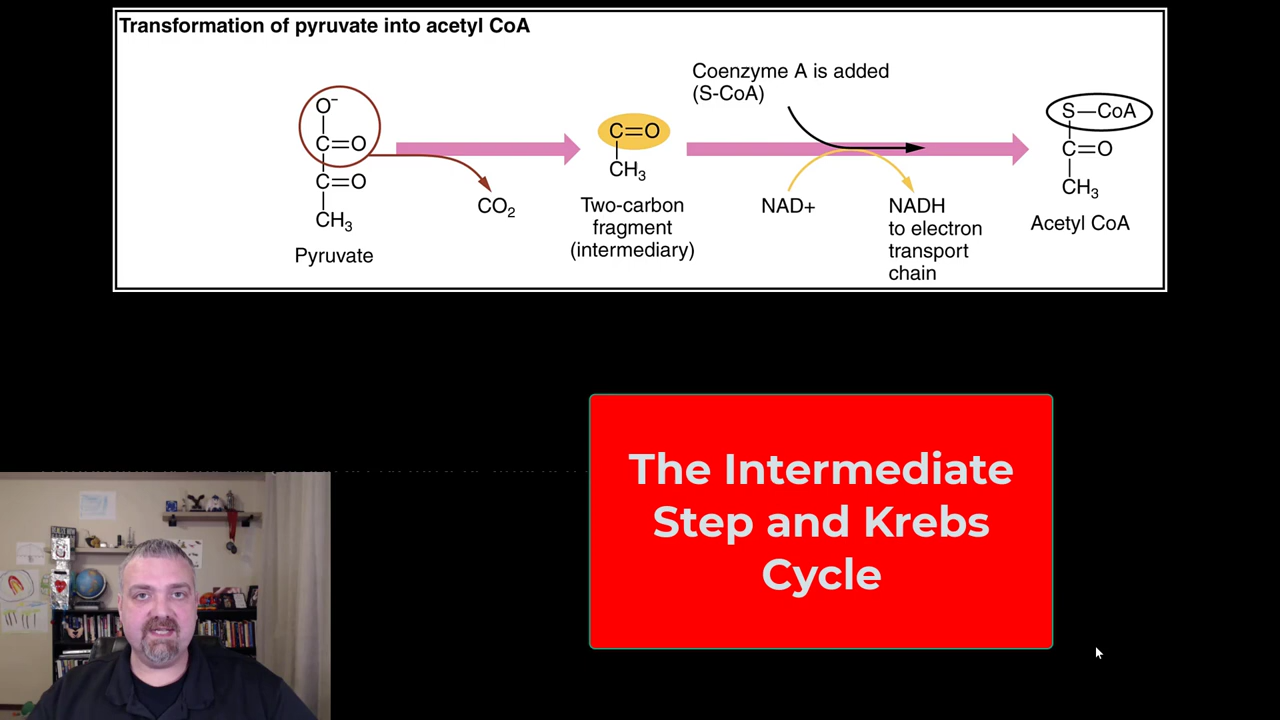 Transformation of pyruvate into acetyl CoA
Coenzyme A is added
(S-CoA)
O⁻
C=O
C=O
CH₃
Pyruvate
CO₂
C=O
CH₃
Two-carbon
fragment
(intermediary)
NAD+
NADH
to electron
transport
chain
S—CoA
C=O
CH₃
Acetyl CoA
The Intermediate
Step and Krebs
Cycle